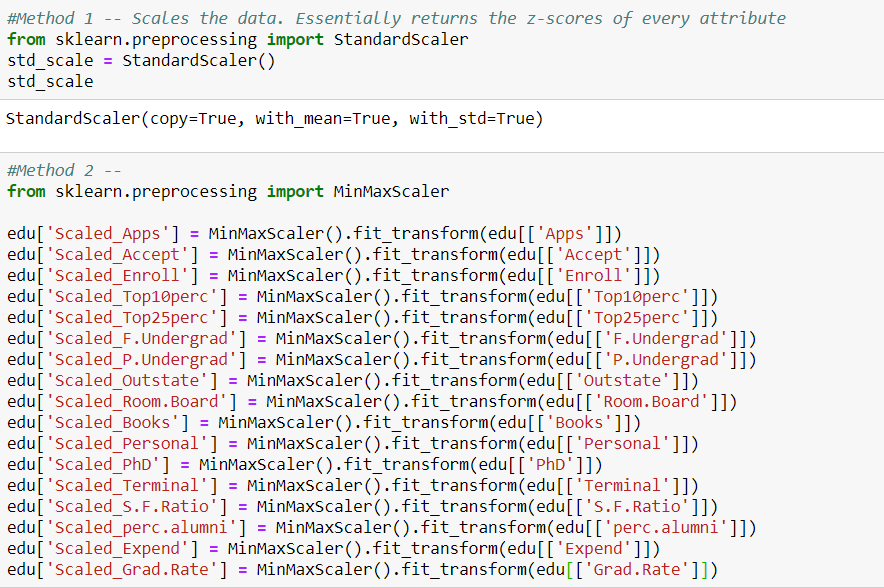 #Method 1 -- Scales the data. Essentially returns the z-scores of every attribute
from sklearn.preprocessing import StandardScaler
std_scale = StandardScaler()
std_scale
StandardScaler(copy=True, with_mean=True, with_std=True)
#Method 2 --
from sklearn.preprocessing import MinMaxScaler
edu['Scaled_Apps'] = MinMaxScaler().fit_transform(edu[['Apps']])
edu['Scaled_Accept'] = MinMaxScaler().fit_transform(edu[['Accept']])
edu['Scaled_Enroll'] = MinMaxScaler().fit_transform(edu[['Enroll']])
edu['Scaled_Top10perc'] = MinMaxScaler().fit_transform(edu[['Top10perc']])
edu['Scaled_Top25perc'] = MinMaxScaler().fit_transform(edu[['Top25perc']])
edu['Scaled_F.Undergrad'] = MinMaxScaler().fit_transform(edu[['F.Undergrad']])
edu['Scaled_P.Undergrad'] = MinMaxScaler().fit_transform(edu[['P.Undergrad']])
edu['Scaled_Outstate'] = MinMaxScaler().fit_transform(edu[['Outstate']])
edu['Scaled_Room.Board'] = MinMaxScaler().fit_transform(edu[['Room.Board']])
edu['Scaled_Books'] = MinMaxScaler().fit_transform(edu[['Books']])
edu['Scaled_Personal'] = MinMaxScaler().fit_transform(edu[['Personal']])
edu['Scaled_PhD'] = MinMaxScaler().fit_transform(edu[['PhD']])
edu['Scaled_Terminal'] = MinMaxScaler().fit_transform(edu[['Terminal']])
edu['Scaled_S.F.Ratio'] = MinMaxScaler().fit_transform(edu[['S.F.Ratio']])
edu['Scaled_perc.alumni'] = MinMaxScaler().fit_transform(edu[['perc.alumni']])
edu['Scaled_Expend'] = MinMaxScaler().fit_transform(edu[['Expend']])
edu['Scaled_Grad.Rate'] = MinMaxScaler().fit_transform(edu[['Grad.Rate']])